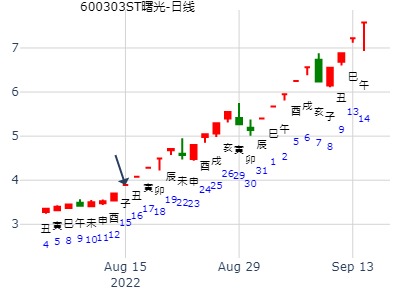 600303ST曙光-日线
7
6
5
4
3
丑 寅 巳 午 未 申 酉 子 丑 寅 卯 辰 未 申 酉 戌 亥 寅 卯 辰 巳 午 酉 戌 亥 子 丑 巳 午
4 5 8 9 10 11 12 15 16 17 18 19 22 23 24 25 26 29 30 31 1 2 5 6 7 8 9 13 14
Aug 15
2022
Aug 29
Sep 13